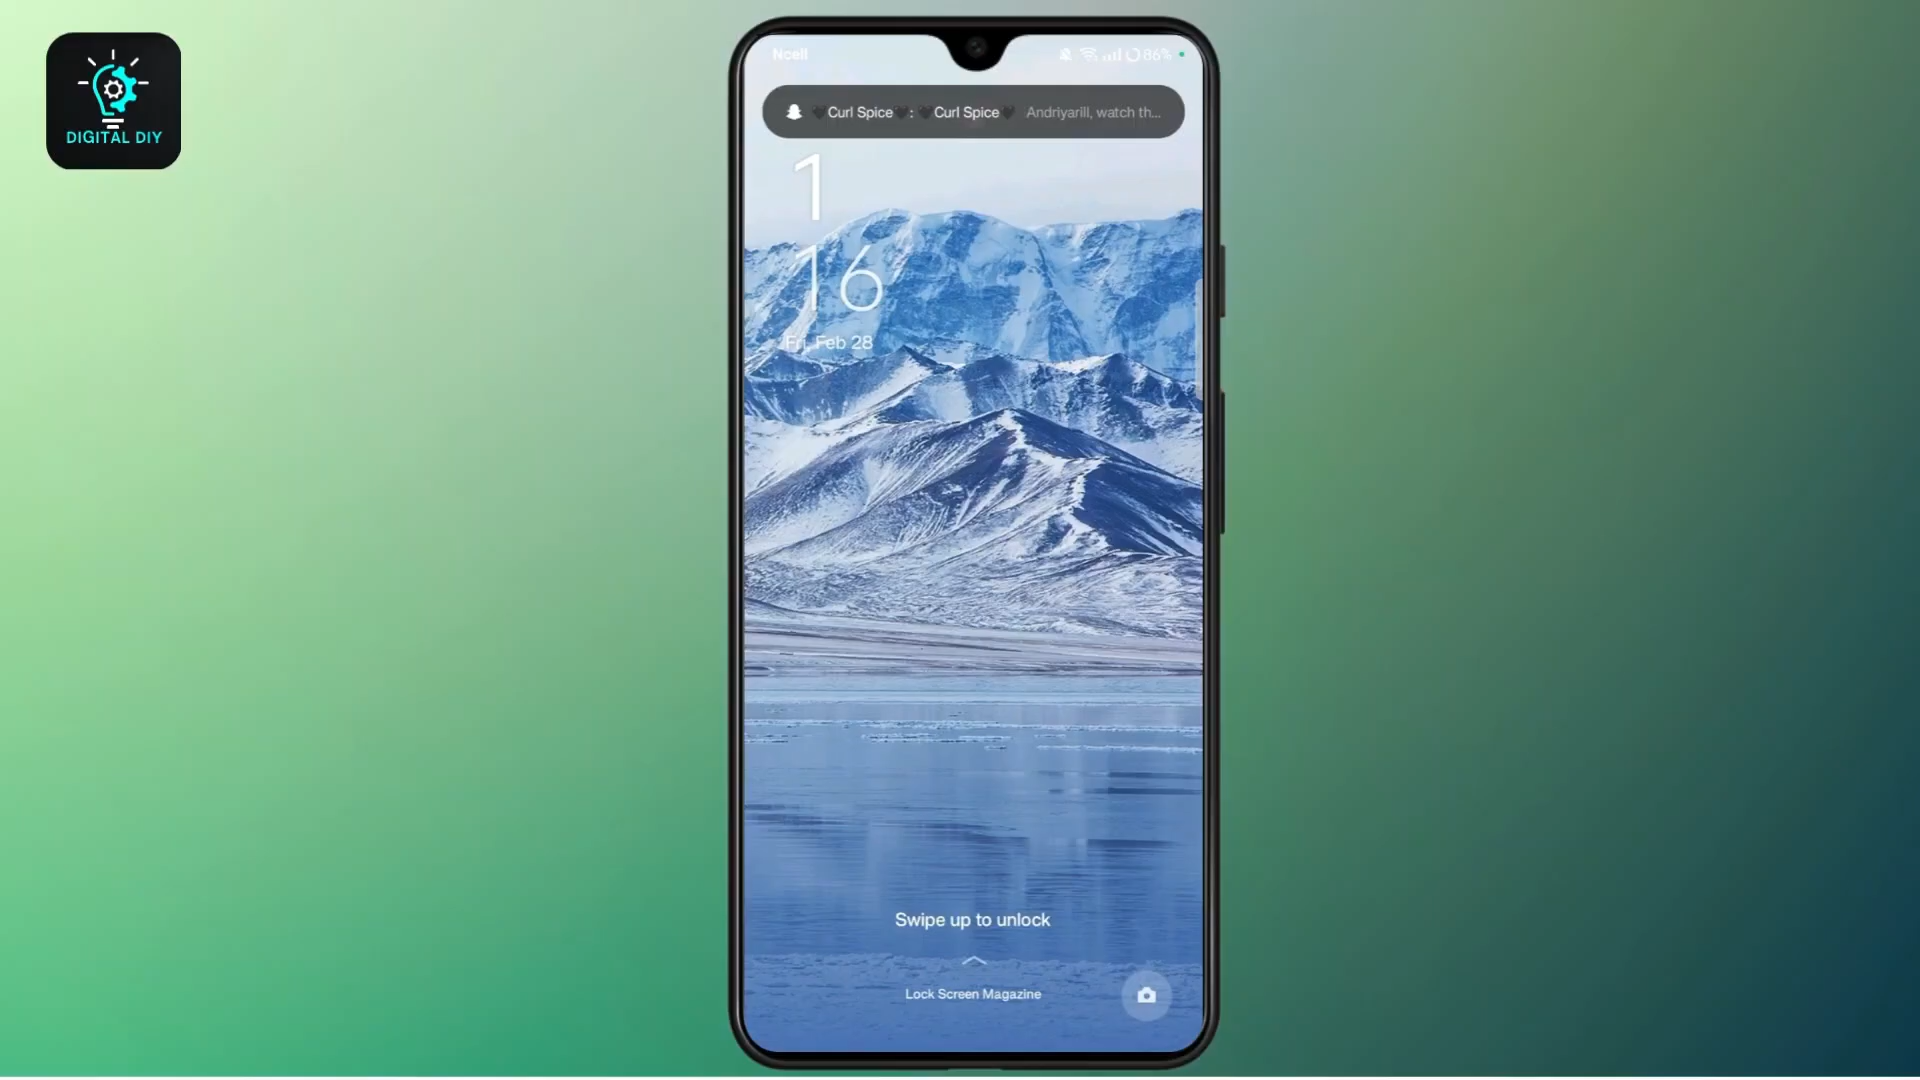 DIGITAL DIY
Ncell
86%
🖤Curl Spice🖤: 🖤Curl Spice🖤 Andriyarill, watch th...
1
16
Fri, Feb 28
Swipe up to unlock
Lock Screen Magazine